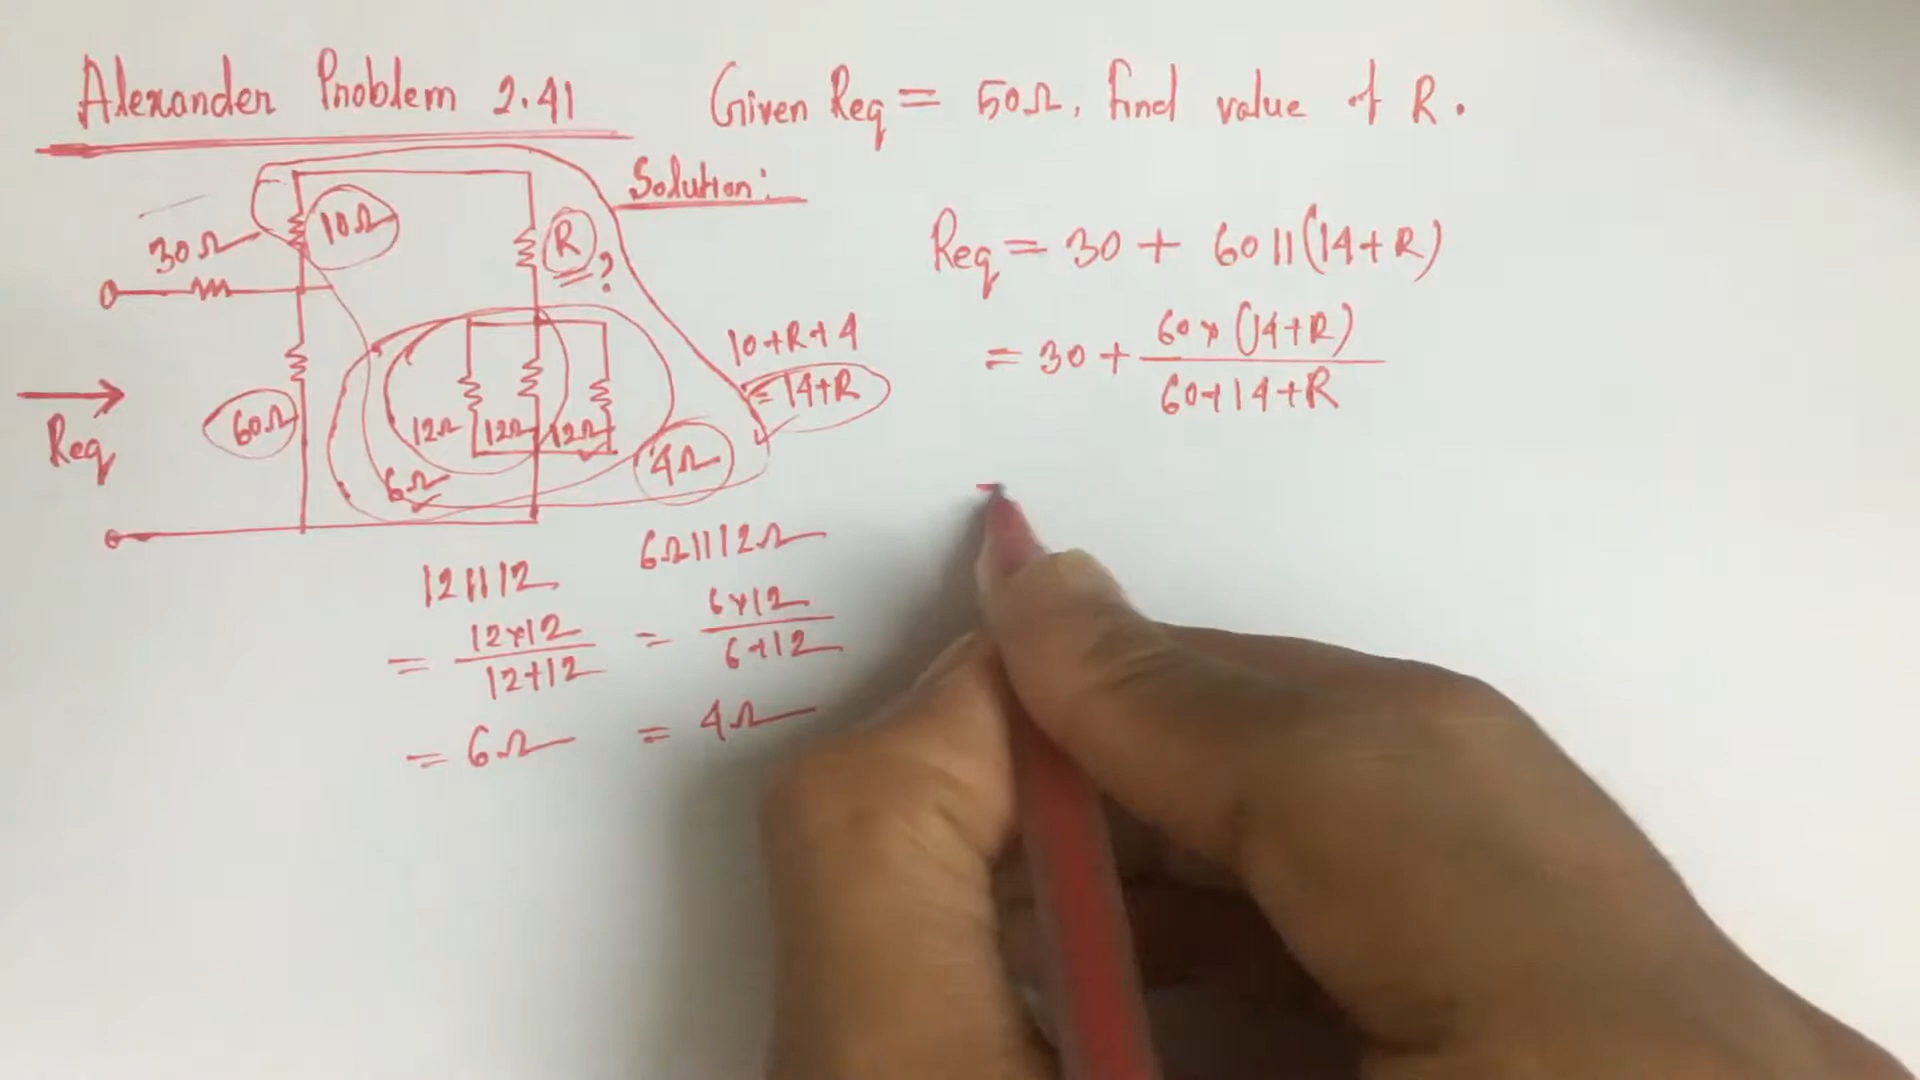 Alexander Problem 2.41
Given Req = 50Ω, find value of R.
Solution:
10Ω
30Ω
R
?
60Ω
Req
12Ω 12Ω 12Ω
6Ω
4Ω
10+R+4
= 14+R
12||12
= 12×12 / 12+12
= 6Ω
6Ω||12Ω
= 6×12 / 6+12
= 4Ω
Req = 30 + 60||(14+R)
= 30 + 60×(14+R) / 60+14+R